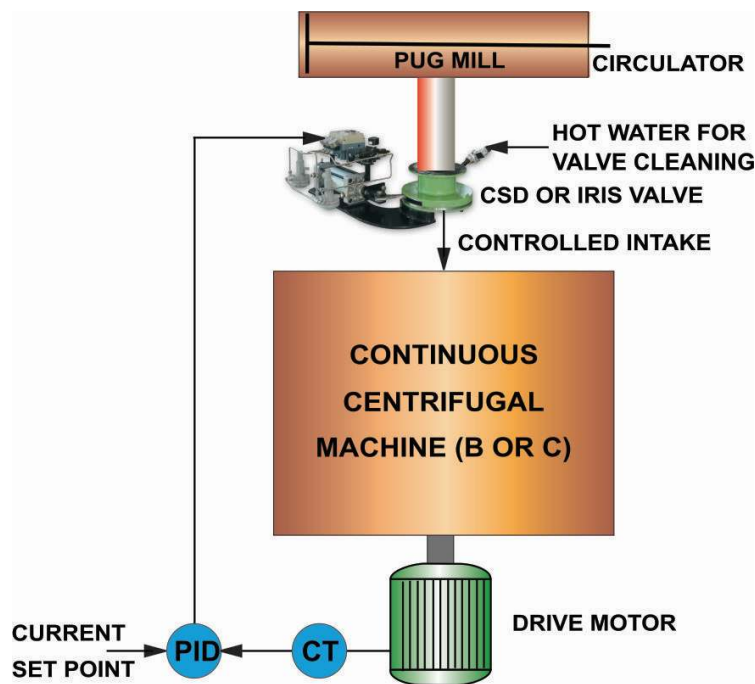 PUG MILL
CIRCULATOR
HOT WATER FOR
VALVE CLEANING
CSD OR IRIS VALVE
CONTROLLED INTAKE
CONTINUOUS
CENTRIFUGAL
MACHINE (B OR C)
DRIVE MOTOR
CURRENT
SET POINT
PID
CT